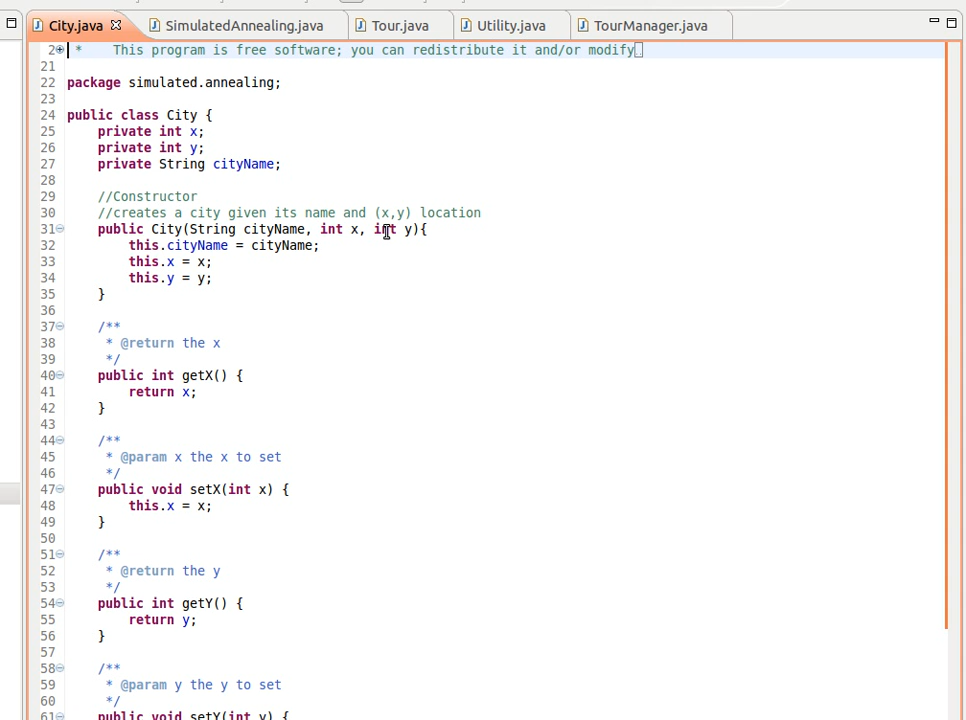 City.java SimulatedAnnealing.java Tour.java Utility.java TourManager.java
2 * This program is free software; you can redistribute it and/or modify
21
22 package simulated.annealing;
23
24 public class City {
25 private int x;
26 private int y;
27 private String cityName;
28
29 //Constructor
30 //creates a city given its name and (x,y) location
31 public City(String cityName, int x, int y){
32 this.cityName = cityName;
33 this.x = x;
34 this.y = y;
35 }
36
37 /**
38 * @return the x
39 */
40 public int getX() {
41 return x;
42 }
43
44 /**
45 * @param x the x to set
46 */
47 public void setX(int x) {
48 this.x = x;
49 }
50
51 /**
52 * @return the y
53 */
54 public int getY() {
55 return y;
56 }
57
58 /**
59 * @param y the y to set
60 */
61 public void setY(int y) {